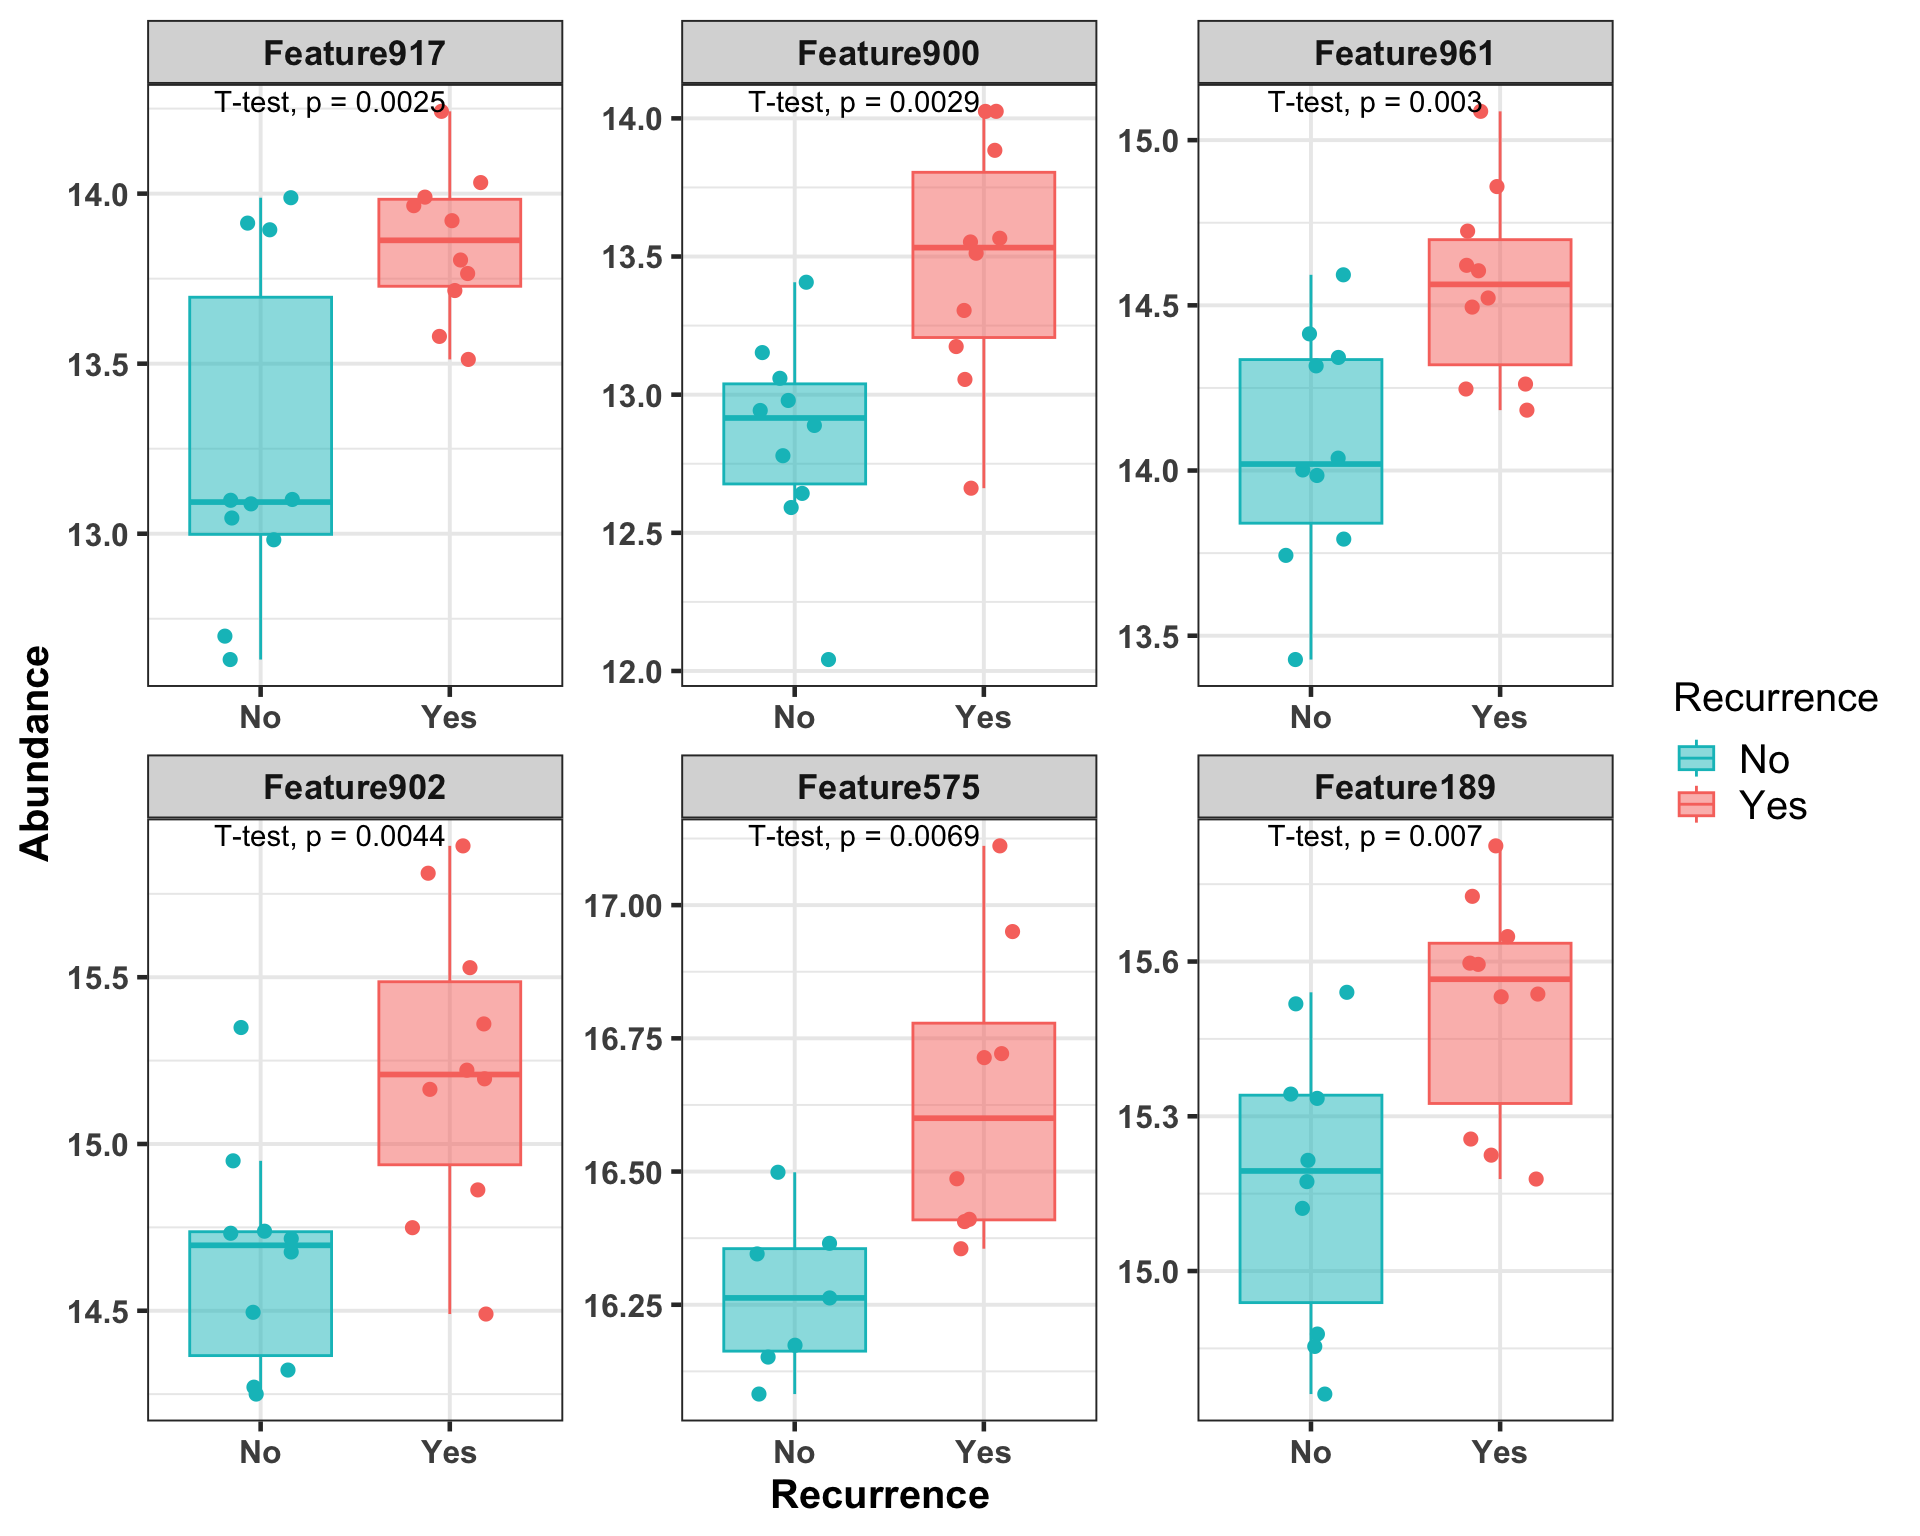 Feature917
Feature900
Feature961
T-test, p = 0.0025
T-test, p = 0.0029
T-test, p = 0.003
14.0
13.5
13.0
14.0
13.5
13.0
12.5
12.0
15.0
14.5
14.0
13.5
No
Yes
No
Yes
No
Yes
Feature902
Feature575
Feature189
T-test, p = 0.0044
T-test, p = 0.0069
T-test, p = 0.007
15.5
15.0
14.5
17.00
16.75
16.50
16.25
15.6
15.3
15.0
No
Yes
No
Yes
No
Yes
Abundance
Recurrence
Recurrence
No
Yes